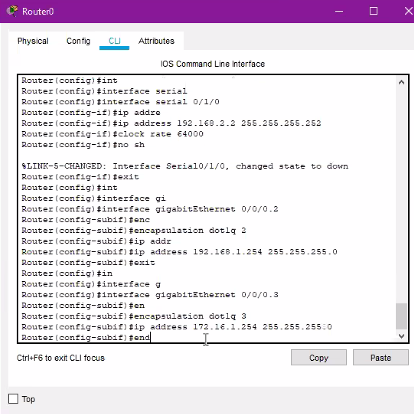 Router0
Physical Config CLI Attributes
IOS Command Line Interface
Router(config)#int
Router(config)#interface serial
Router(config)#interface serial 0/1/0
Router(config-if)#ip addre
Router(config-if)#ip address 192.168.2.2 255.255.255.252
Router(config-if)#clock rate 64000
Router(config-if)#no sh
%LINK-5-CHANGED: Interface Serial0/1/0, changed state to down
Router(config-if)#exit
Router(config)#int
Router(config)#interface gi
Router(config)#interface gigabitEthernet 0/0/0.2
Router(config-subif)#enc
Router(config-subif)#encapsulation dot1q 2
Router(config-subif)#ip addr
Router(config-subif)#ip address 192.168.1.254 255.255.255.0
Router(config-subif)#exit
Router(config)#in
Router(config)#interface g
Router(config)#interface gigabitEthernet 0/0/0.3
Router(config-subif)#en
Router(config-subif)#encapsulation dot1q 3
Router(config-subif)#ip address 172.16.1.254 255.255.255.0
Router(config-subif)#end
Ctrl+F6 to exit CLI focus
Copy Paste
Top